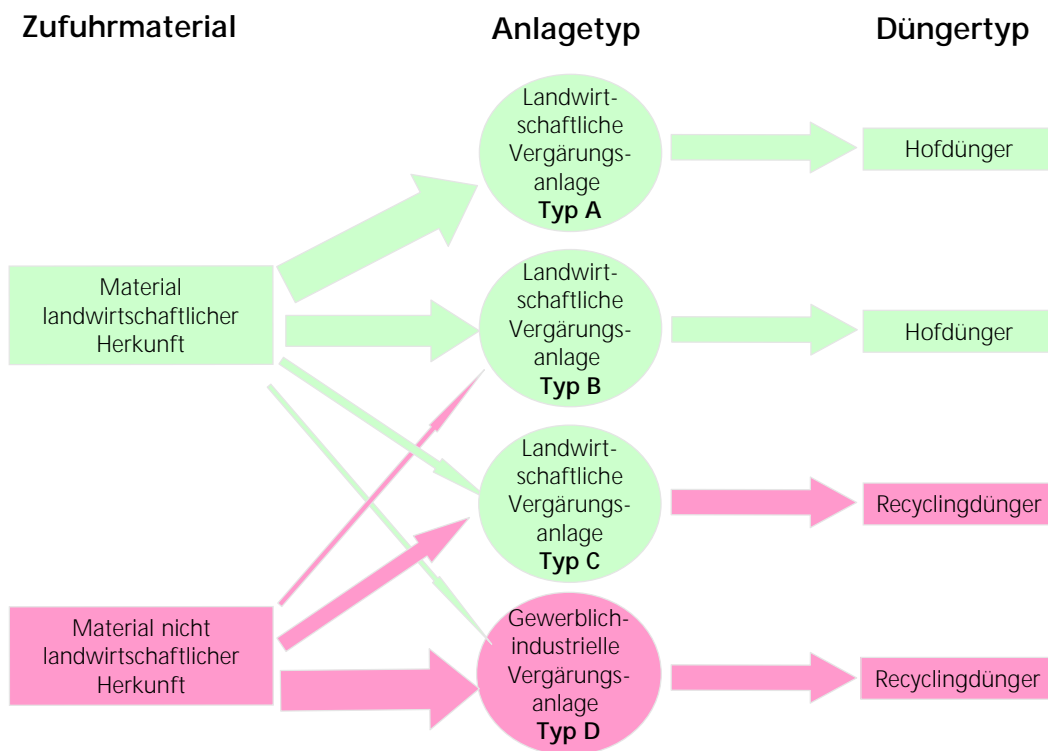 Zufuhrmaterial
Anlagetyp
Düngertyp
Landwirt-
schaftliche
Vergärungs-
anlage
Typ A
Hofdünger
Material
landwirtschaftlicher
Herkunft
Landwirt-
schaftliche
Vergärungs-
anlage
Typ B
Hofdünger
Landwirt-
schaftliche
Vergärungs-
anlage
Typ C
Recyclingdünger
Material nicht
landwirtschaftlicher
Herkunft
Gewerblich-
industrielle
Vergärungs-
anlage
Typ D
Recyclingdünger